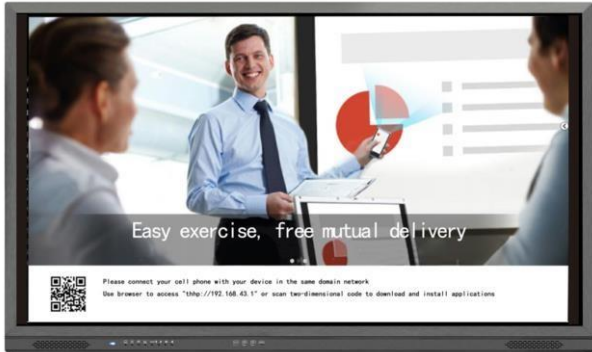 Easy exercise, free mutual delivery
Please connect your cell phone with your device in the same domain network
Use browser to access "thhp://192.168.43.1" or scan two-dimensional code to download and install applications